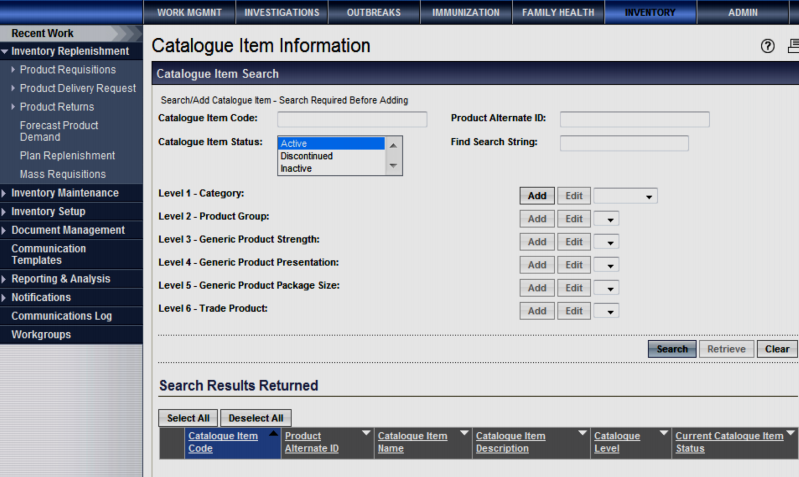 WORK MGMNT INVESTIGATIONS OUTBREAKS IMMUNIZATION FAMILY HEALTH INVENTORY ADMIN
Recent Work
Inventory Replenishment
Product Requisitions
Product Delivery Request
Product Returns
Forecast Product
Demand
Plan Replenishment
Mass Requisitions
Inventory Maintenance
Inventory Setup
Document Management
Communication
Templates
Reporting & Analysis
Notifications
Communications Log
Workgroups
Catalogue Item Information
Catalogue Item Search
Search/Add Catalogue Item - Search Required Before Adding
Catalogue Item Code: Product Alternate ID:
Catalogue Item Status: Active Find Search String:
Discontinued
Inactive
Level 1 - Category: Add Edit
Level 2 - Product Group: Add Edit
Level 3 - Generic Product Strength: Add Edit
Level 4 - Generic Product Presentation: Add Edit
Level 5 - Generic Product Package Size: Add Edit
Level 6 - Trade Product: Add Edit
Search Retrieve Clear
Search Results Returned
Select All Deselect All
Catalogue Item Product Catalogue Item Catalogue Item Catalogue Current Catalogue Item
Code Alternate ID Name Description Level Status